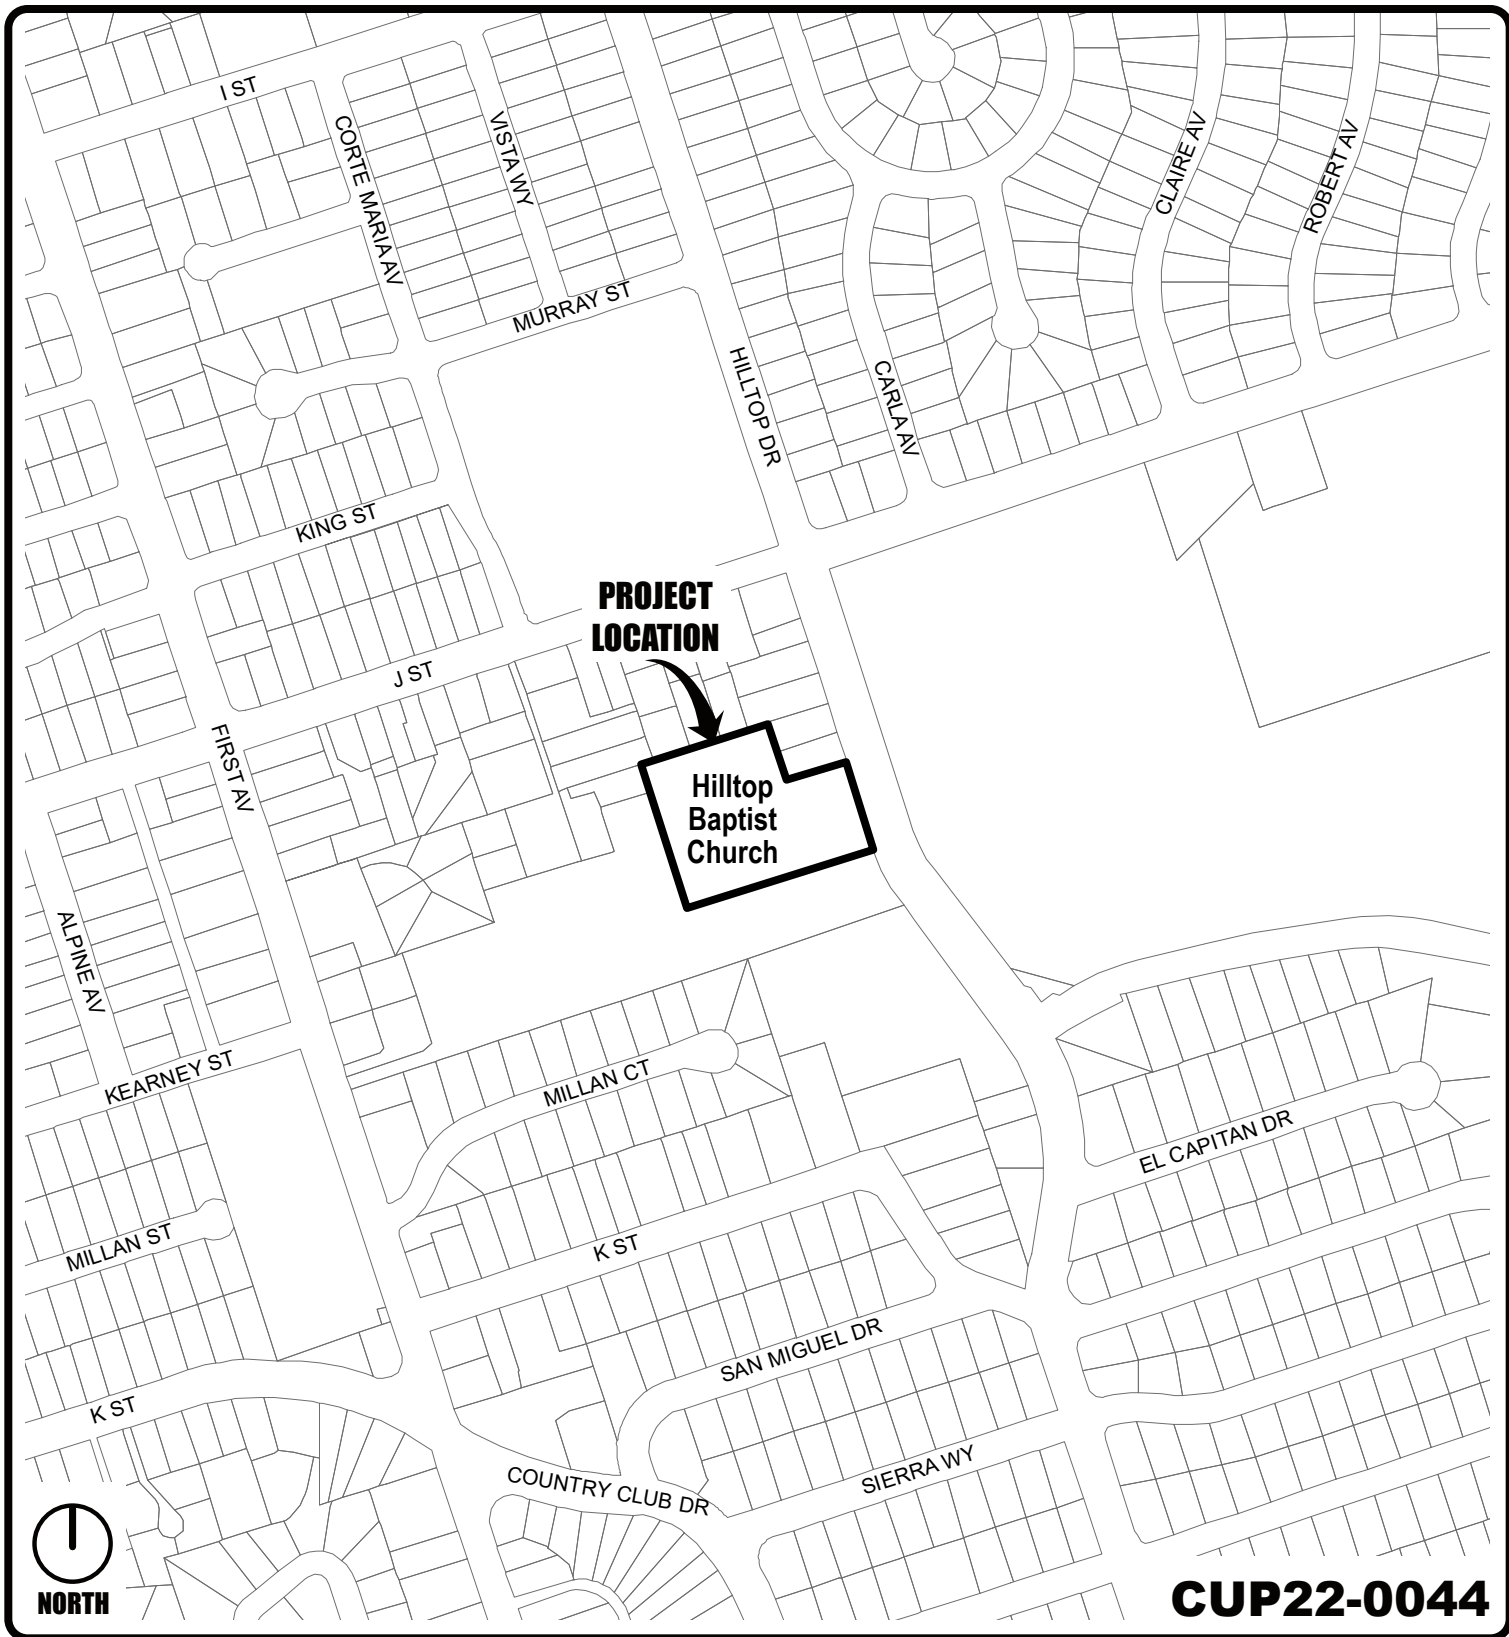 I ST
CORTE MARIA AV
VISTA WY
CLAIRE AV
ROBERT AV
MURRAY ST
HILLTOP DR
CARLA AV
KING ST
PROJECT
LOCATION
J ST
FIRST AV
Hilltop
Baptist
Church
ALPINE AV
KEARNEY ST
MILLAN CT
EL CAPITAN DR
MILLAN ST
K ST
SAN MIGUEL DR
K ST
COUNTRY CLUB DR
SIERRA WY
NORTH
CUP22-0044